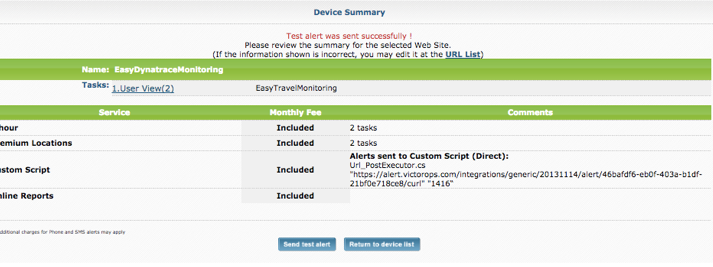 Device Summary
Test alert was sent successfully !
Please review the summary for the selected Web Site.
(If the information shown is incorrect, you may edit it at the URL List)
Name: EasyDynatraceMonitoring
Tasks: 1.User View(2) EasyTravelMonitoring
Service Monthly Fee Comments
hour Included 2 tasks
remium Locations Included 2 tasks
Alerts sent to Custom Script (Direct):
Url_PostExecutor.cs
ustom Script Included "https://alert.victorops.com/integrations/generic/20131114/alert/46bafdf6-eb0f-403a-b1df-
21bf0e718ce8/curl" "1416"
nline Reports Included
dditional charges for Phone and SMS alerts may apply
Send test alert Return to device list